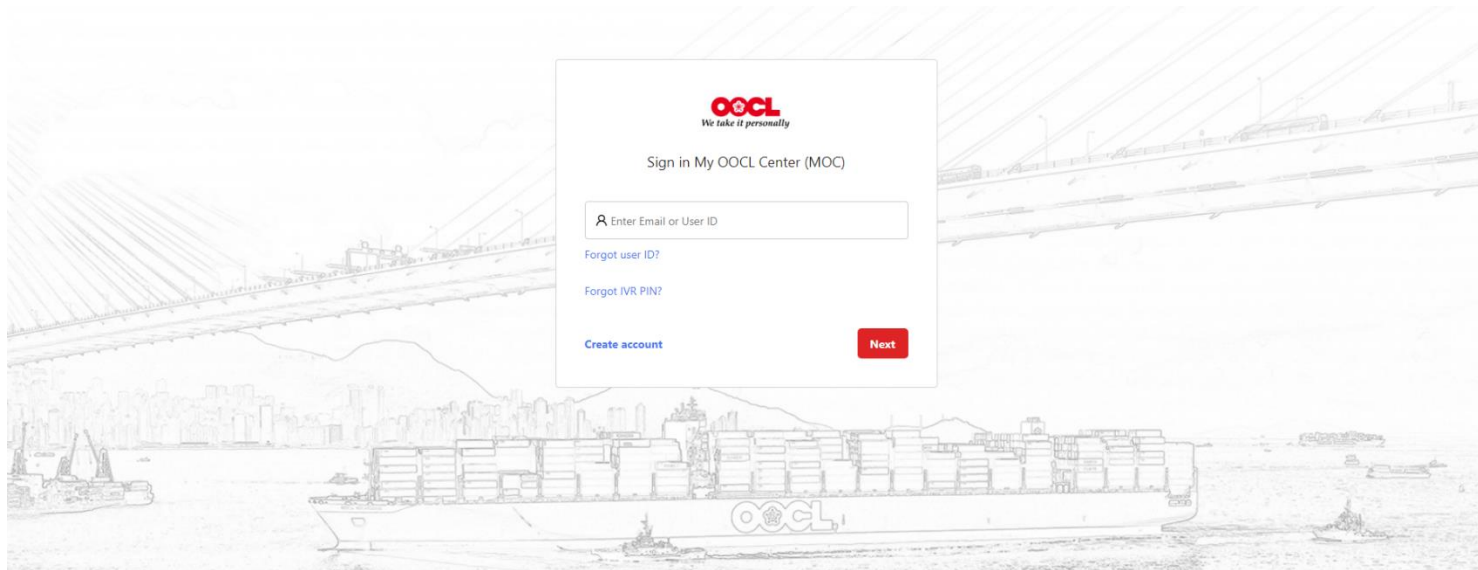 OOCL
We take it personally
Sign in My OOCL Center (MOC)
Enter Email or User ID
Forgot user ID?
Forgot IVR PIN?
Create account
Next
OOCL